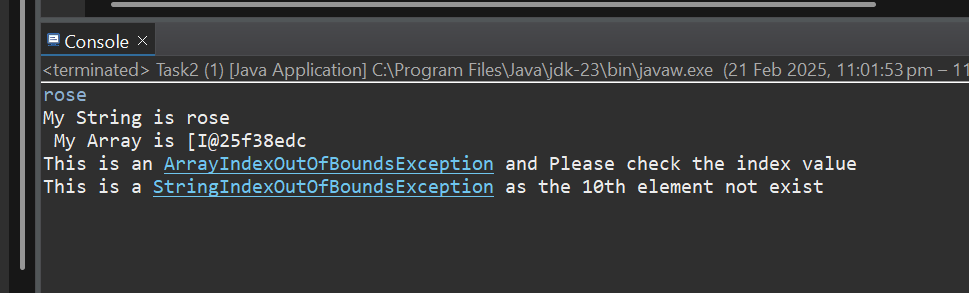 Console
<terminated> Task2 (1) [Java Application] C:\Program Files\Java\jdk-23\bin\javaw.exe (21 Feb 2025, 11:01:53 pm – 11
rose
My String is rose
 My Array is [I@25f38edc
This is an ArrayIndexOutOfBoundsException and Please check the index value
This is a StringIndexOutOfBoundsException as the 10th element not exist